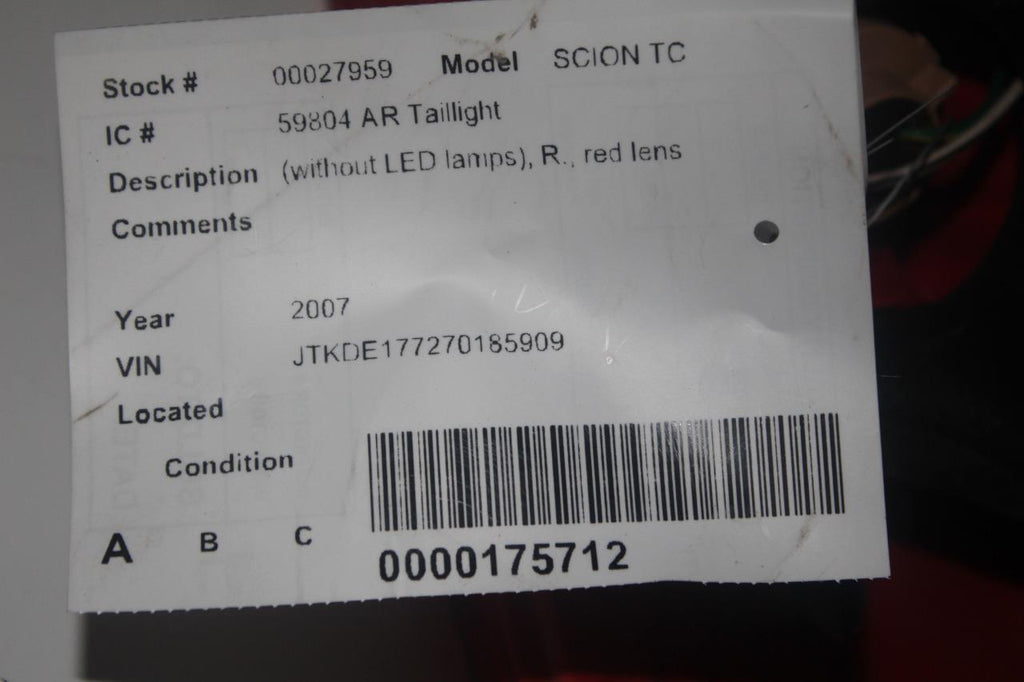 Stock # 00027959 Model SCION TC
IC # 59804 AR Taillight
Description (without LED lamps), R., red lens
Comments
Year 2007
VIN JTKDE177270185909
Located
Condition
A B C
0000175712